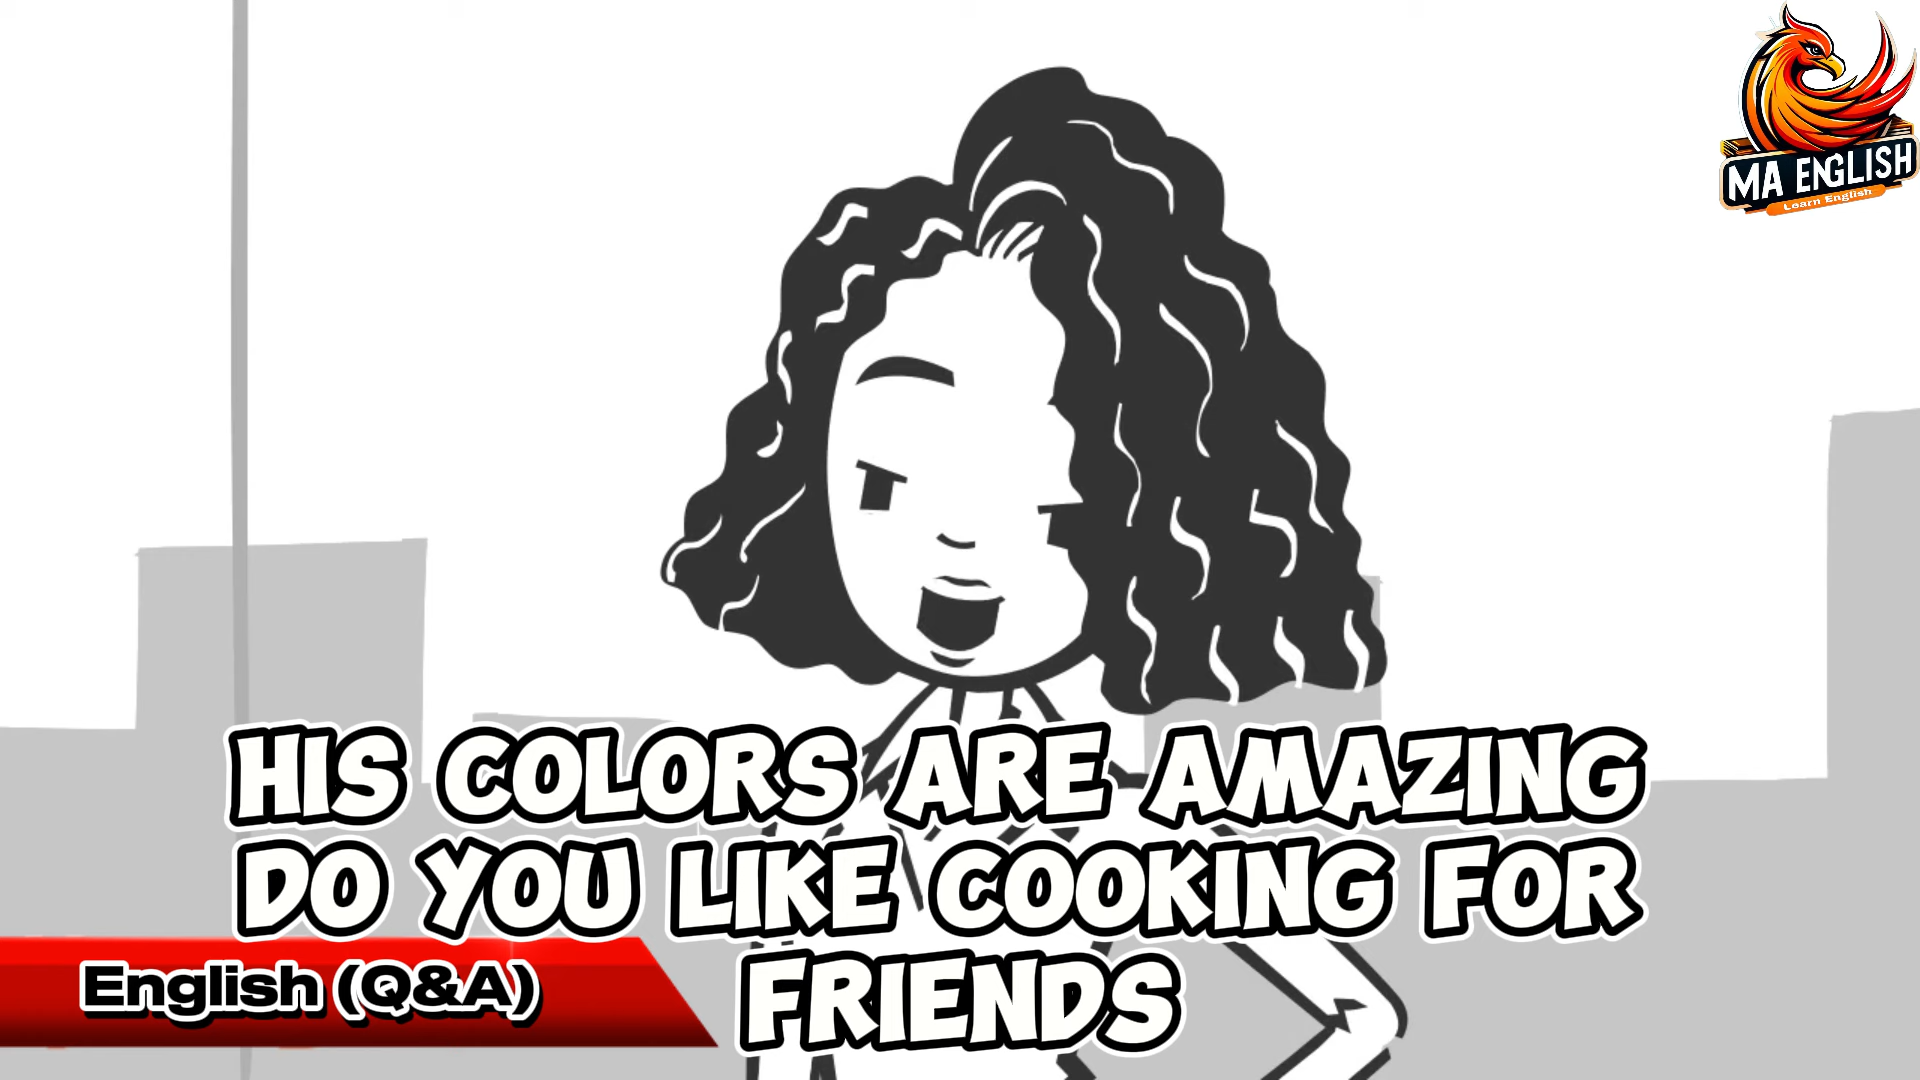 MA ENGLISH
Learn English
HIS COLORS ARE AMAZING
DO YOU LIKE COOKING FOR
FRIENDS
English (Q&A)